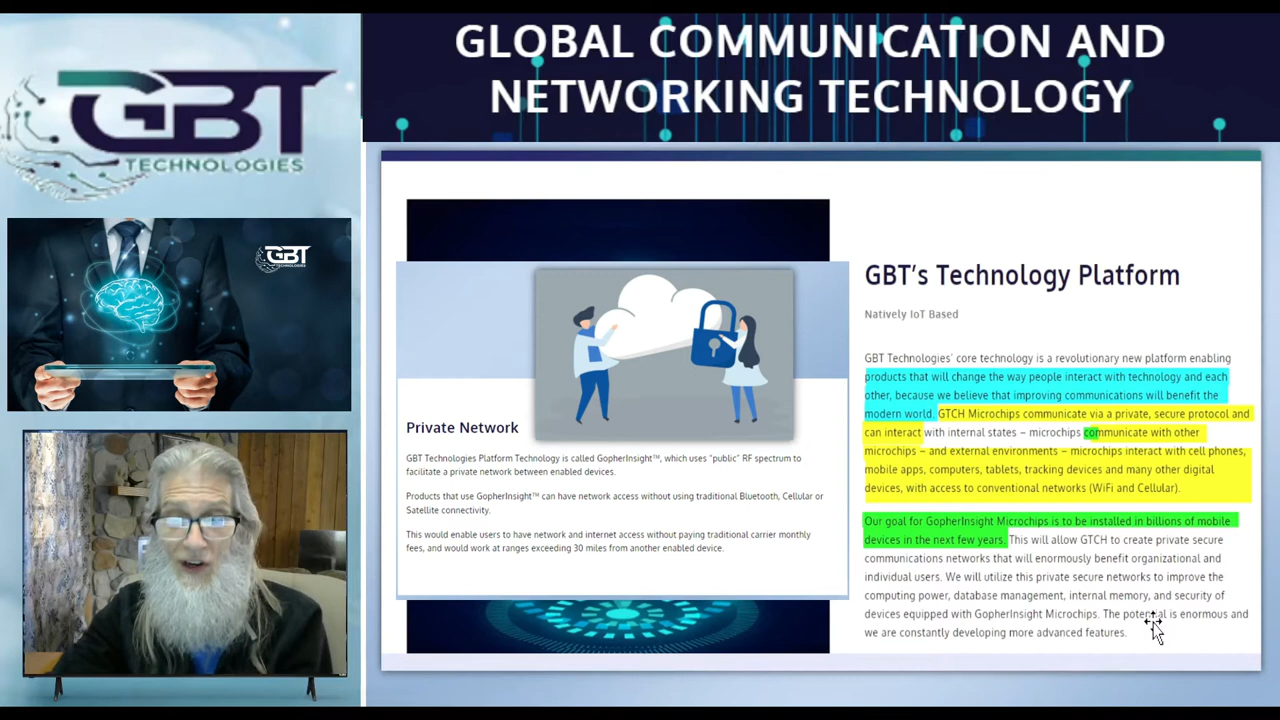 GBT
TECHNOLOGIES
GLOBAL COMMUNICATION AND
NETWORKING TECHNOLOGY
GBT
TECHNOLOGIES
Private Network
GBT Technologies Platform Technology is called GopherInsight™, which uses "public" RF spectrum to
facilitate a private network between enabled devices.
Products that use GopherInsight™ can have network access without using traditional Bluetooth, Cellular or
Satellite connectivity.
This would enable users to have network and internet access without paying traditional carrier monthly
fees, and would work at ranges exceeding 30 miles from another enabled device.
GBT's Technology Platform
Natively IoT Based
GBT Technologies' core technology is a revolutionary new platform enabling
products that will change the way people interact with technology and each
other, because we believe that improving communications will benefit the
modern world. GTCH Microchips communicate via a private, secure protocol and
can interact with internal states – microchips communicate with other
microchips – and external environments – microchips interact with cell phones,
mobile apps, computers, tablets, tracking devices and many other digital
devices, with access to conventional networks (WiFi and Cellular).
Our goal for GopherInsight Microchips is to be installed in billions of mobile
devices in the next few years. This will allow GTCH to create private secure
communications networks that will enormously benefit organizational and
individual users. We will utilize this private secure networks to improve the
computing power, database management, internal memory, and security of
devices equipped with GopherInsight Microchips. The potential is enormous and
we are constantly developing more advanced features.